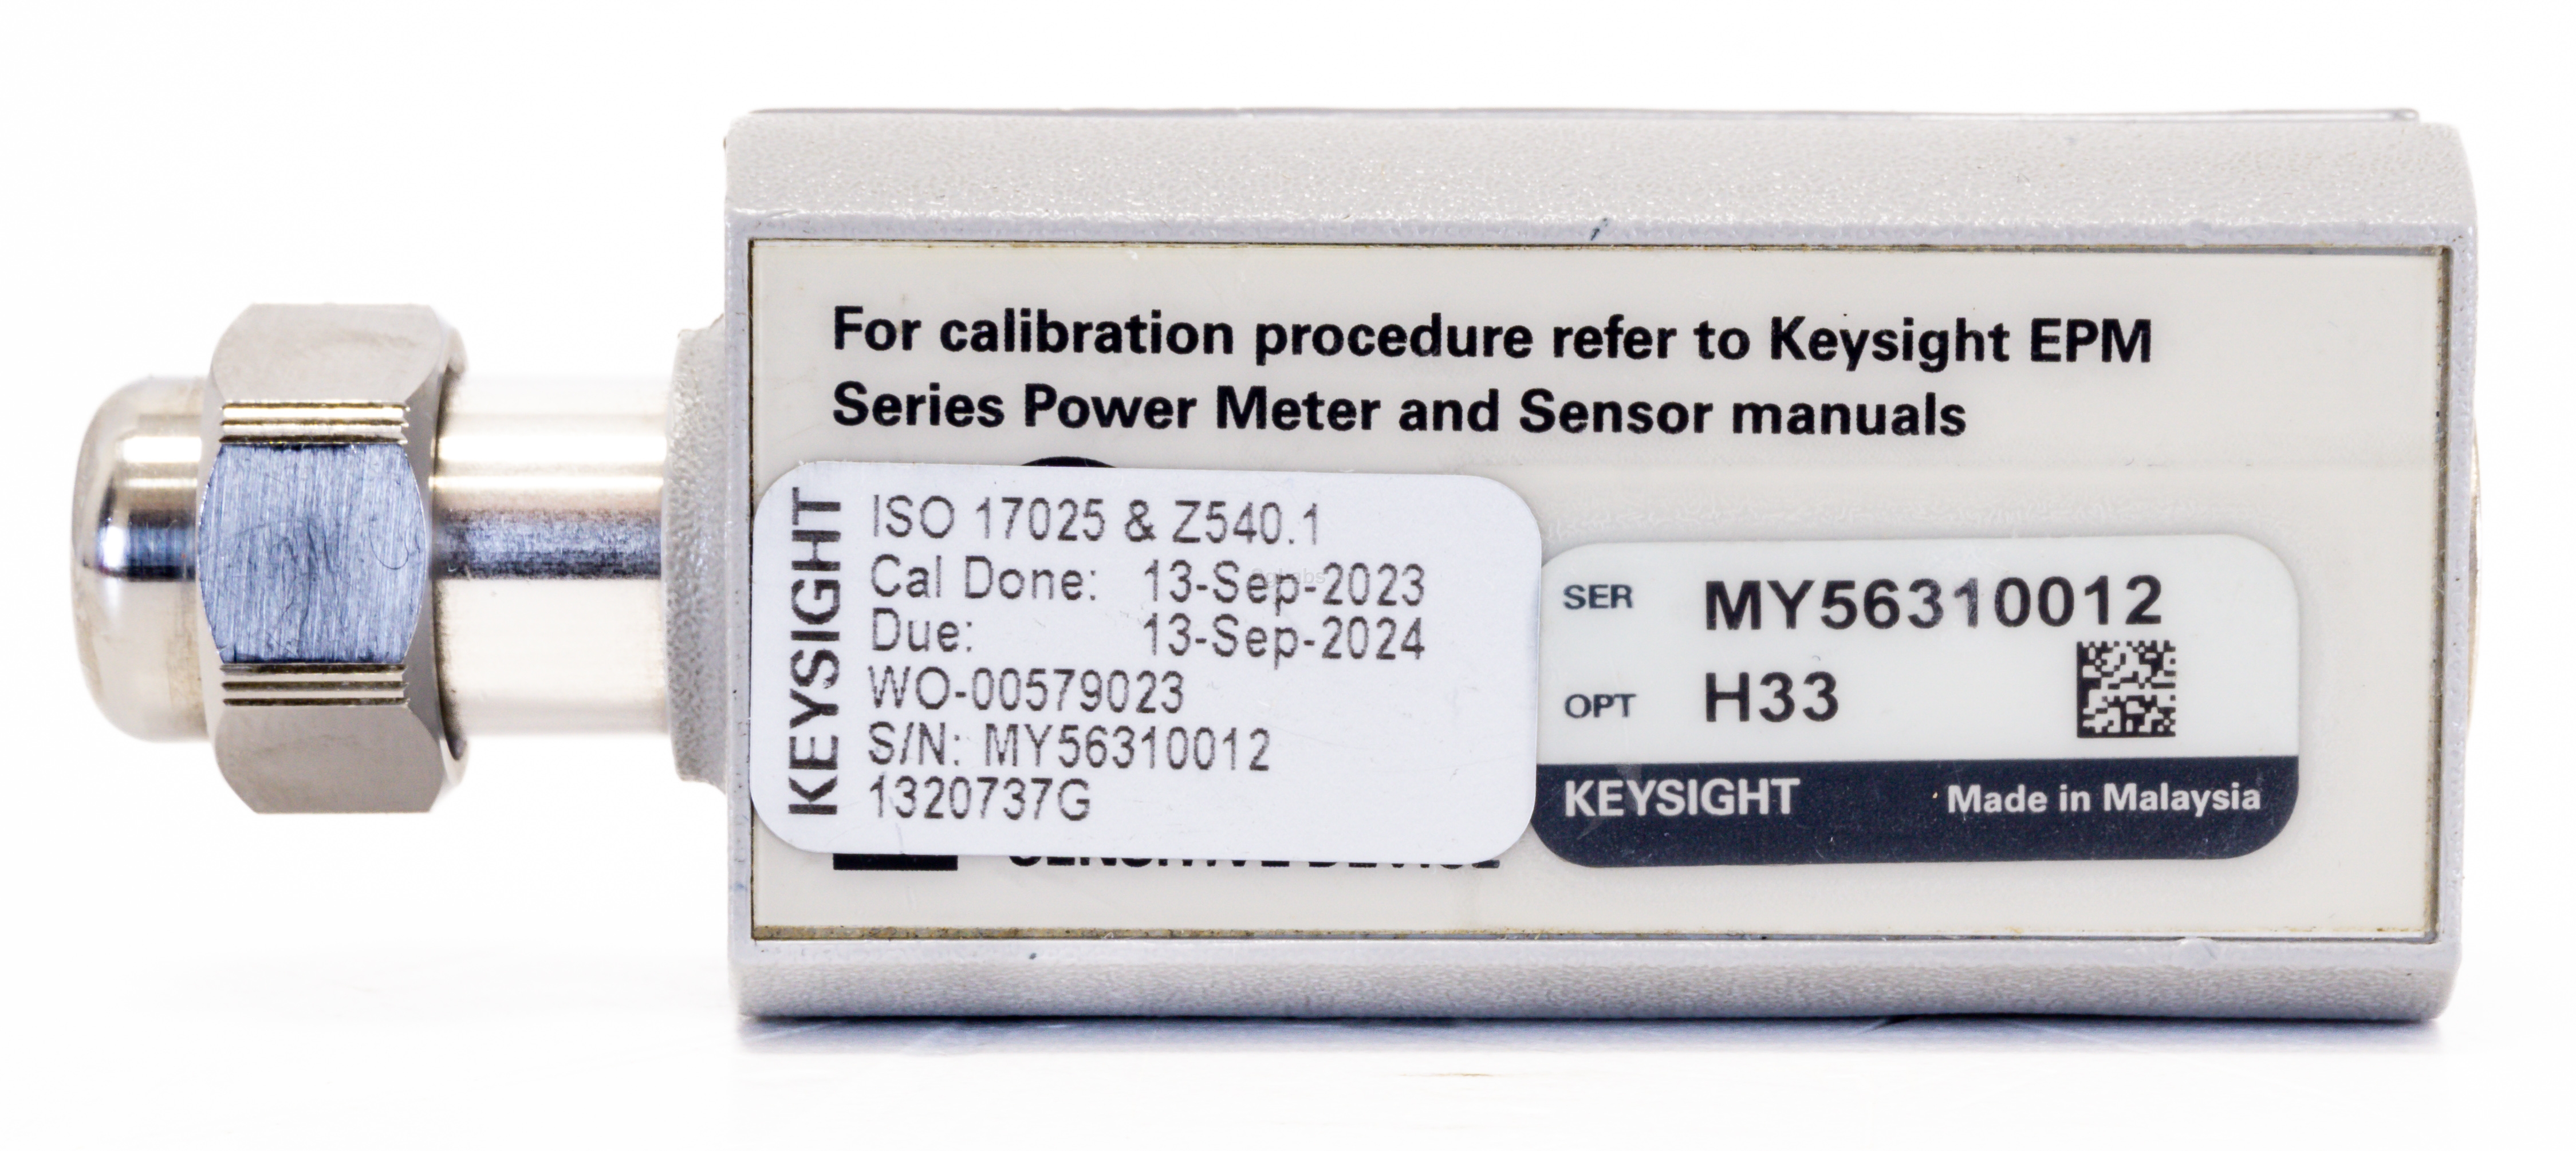 For calibration procedure refer to Keysight EPM
Series Power Meter and Sensor manuals
KEYSIGHT
ISO 17025 & Z540.1
Cal Done: 13-Sep-2023
Due: 13-Sep-2024
WO-00579023
S/N: MY56310012
1320737G
SENSITIVE DEVICE
SER MY56310012
OPT H33
KEYSIGHT Made in Malaysia